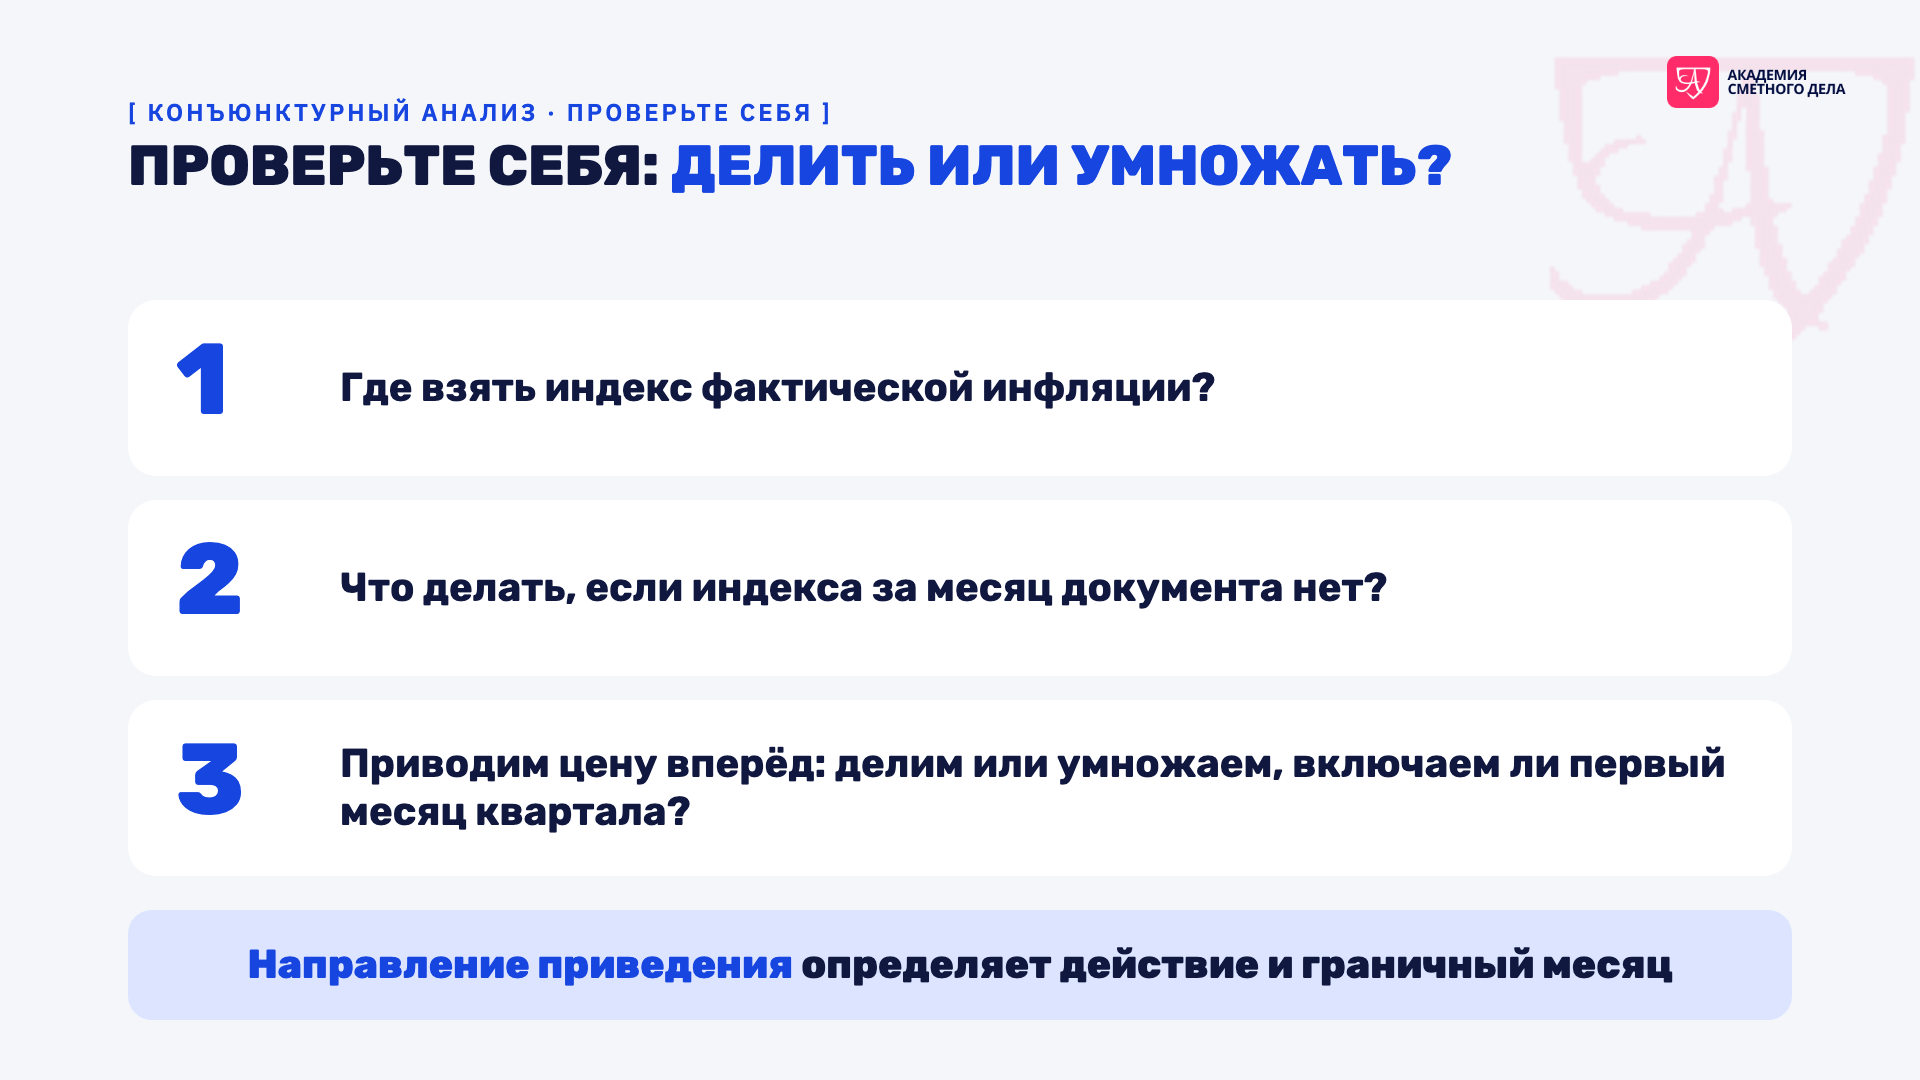 АКАДЕМИЯ
СМЕТНОГО ДЕЛА
[ КОНЪЮНКТУРНЫЙ АНАЛИЗ · ПРОВЕРЬТЕ СЕБЯ ]
ПРОВЕРЬТЕ СЕБЯ: ДЕЛИТЬ ИЛИ УМНОЖАТЬ?
1
Где взять индекс фактической инфляции?
2
Что делать, если индекса за месяц документа нет?
3
Приводим цену вперёд: делим или умножаем, включаем ли первый
месяц квартала?
Направление приведения определяет действие и граничный месяц